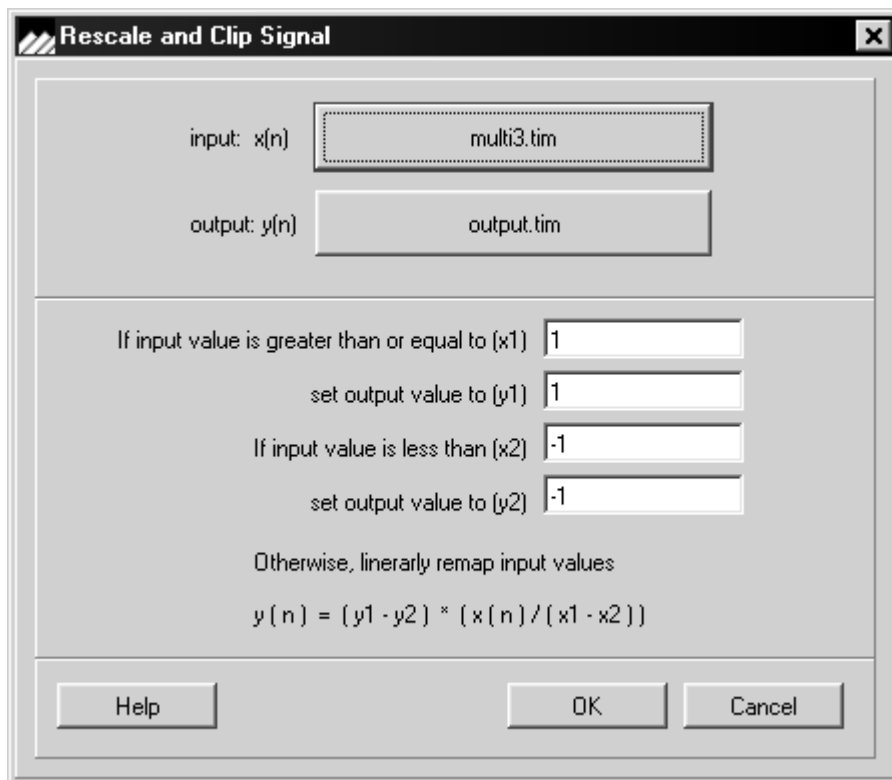 Rescale and Clip Signal
input: x(n) multi3.tim
output: y(n) output.tim
If input value is greater than or equal to (x1) 1
set output value to (y1) 1
If input value is less than (x2) -1
set output value to (y2) -1
Otherwise, linerarly remap input values
y ( n ) = ( y1 - y2 ) * ( x ( n ) / ( x1 - x2 ) )
Help OK Cancel